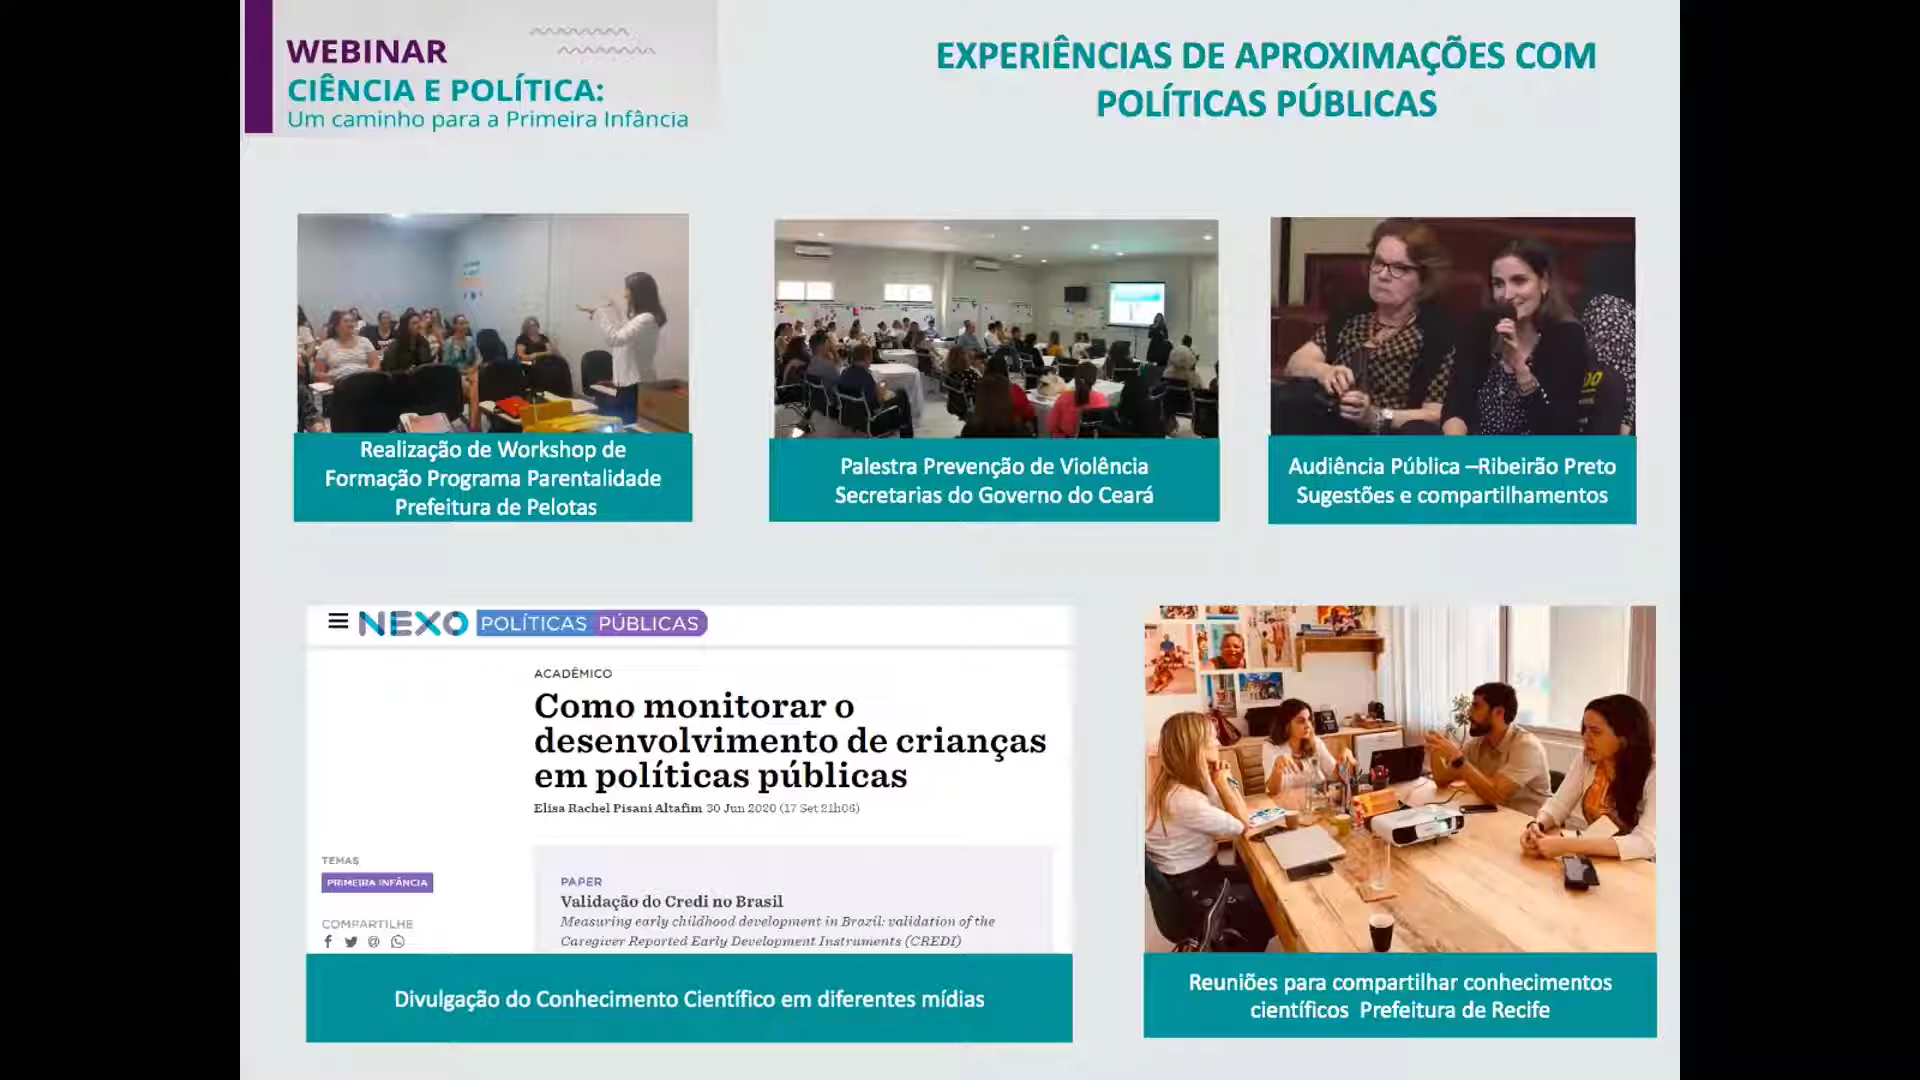 WEBINAR
CIÊNCIA E POLÍTICA:
Um caminho para a Primeira Infância
EXPERIÊNCIAS DE APROXIMAÇÕES COM
POLÍTICAS PÚBLICAS
Realização de Workshop de
Formação Programa Parentalidade
Prefeitura de Pelotas
Palestra Prevenção de Violência
Secretarias do Governo do Ceará
Audiência Pública –Ribeirão Preto
Sugestões e compartilhamentos
NEXO POLÍTICAS PÚBLICAS
ACADÊMICO
Como monitorar o
desenvolvimento de crianças
em políticas públicas
Elisa Rachel Pisani Altafim 30 Jun 2020 (17 Set 21h06)
TEMAS
PRIMEIRA INFÂNCIA
COMPARTILHE
PAPER
Validação do Credi no Brasil
Measuring early childhood development in Brazil: validation of the
Caregiver Reported Early Development Instruments (CREDI)
Divulgação do Conhecimento Científico em diferentes mídias
Reuniões para compartilhar conhecimentos
científicos Prefeitura de Recife